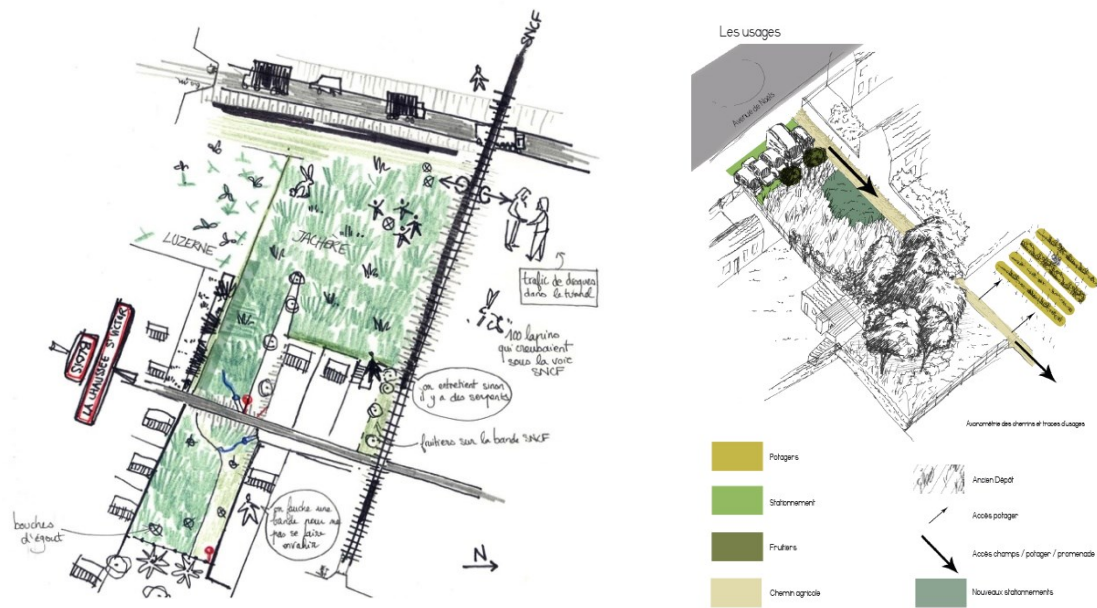 SNCF
LUZERNE
JACHÈRE
trafic de drogues
dans le tunnel
100 lapins
qui creusaient
sous la voie
SNCF
on entretient sinon
il y a des serpents
fruitiers sur la bande SNCF
BLOIS
LA CHAUSSÉE ST VICTOR
bouches
d'égout
on fauche une
bande pour ne
pas se faire
envahir
N
Les usages
Avenue de
Potagers
Stationnement
Fruitiers
Chemin agricole
Axonométrie des chemins et traces d'usages
Ancien Dépôt
Accès potager
Accès champs / potager / promenade
Nouveaux stationnements